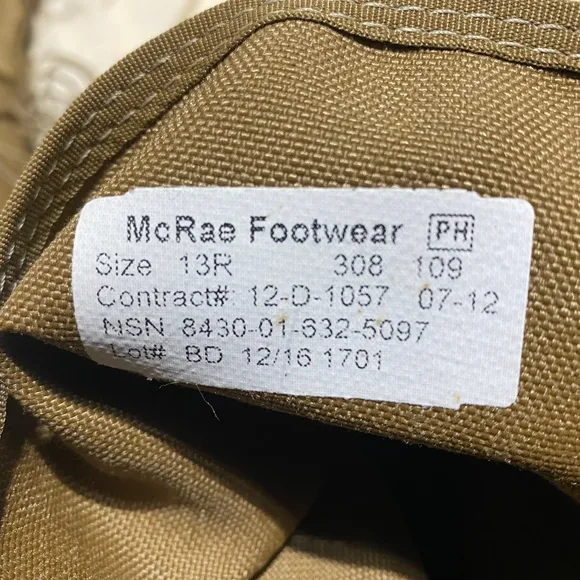 McRae Footwear PH
Size 13R 308 109
Contract#: 12-D-1057 07-12
NSN 8430-01-632-5097
Lot# BD 12/16 1701